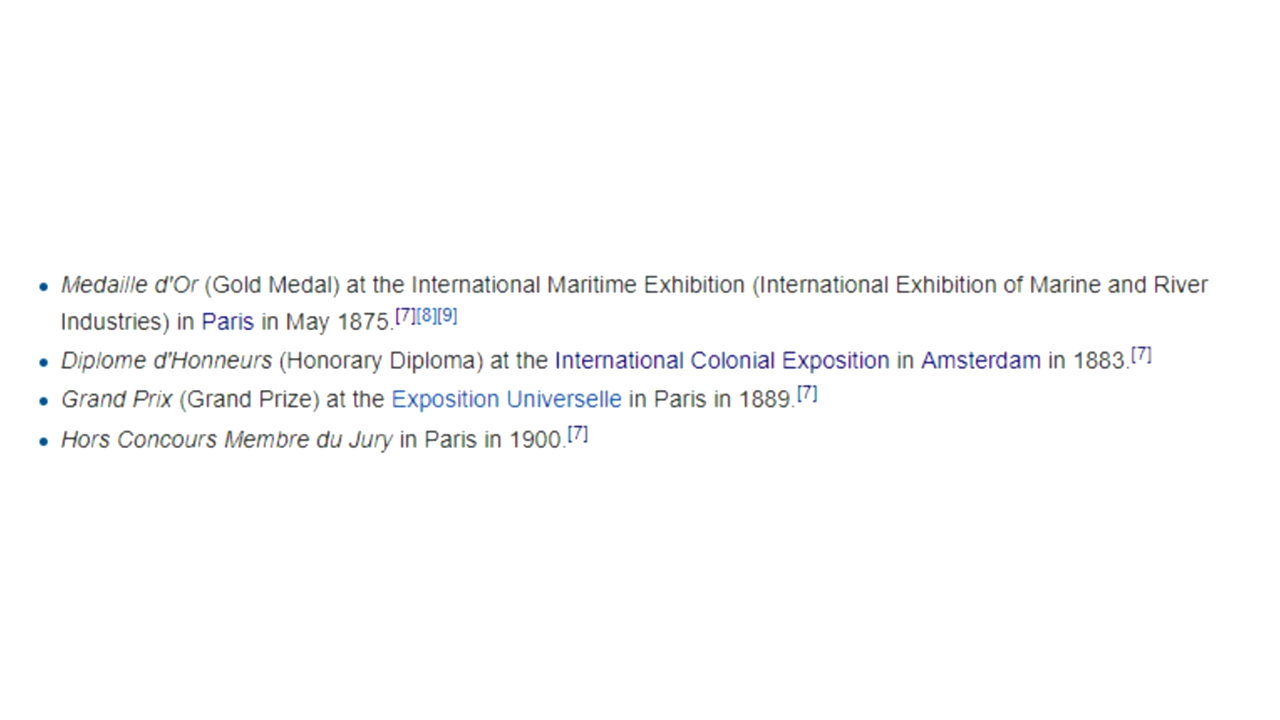 Medaille d'Or (Gold Medal) at the International Maritime Exhibition (International Exhibition of Marine and River
Industries) in Paris in May 1875.[7][8][9]
Diplome d'Honneurs (Honorary Diploma) at the International Colonial Exposition in Amsterdam in 1883.[7]
Grand Prix (Grand Prize) at the Exposition Universelle in Paris in 1889.[7]
Hors Concours Membre du Jury in Paris in 1900.[7]